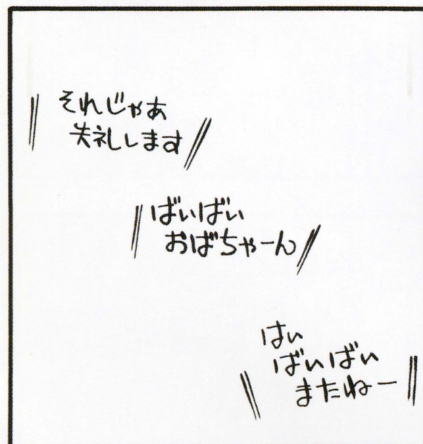 それじゃあ
失礼します
ばいばい
おばちゃーん
はい
ばいばい
またねー